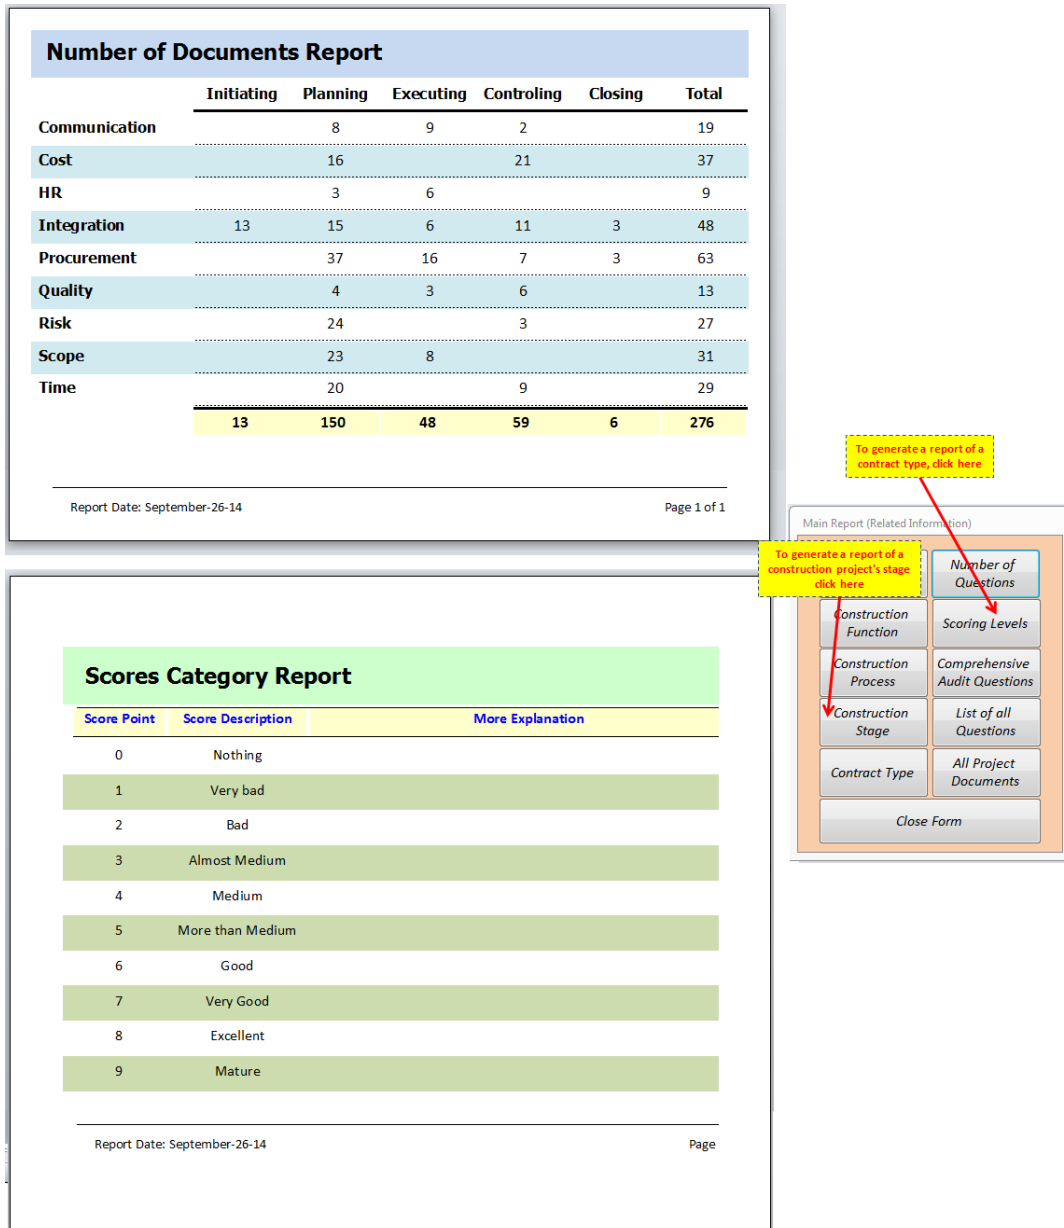 Number of Documents Report
Initiating Planning Executing Controling Closing Total
Communication 8 9 2 19
Cost 16 21 37
HR 3 6 9
Integration 13 15 6 11 3 48
Procurement 37 16 7 3 63
Quality 4 3 6 13
Risk 24 3 27
Scope 23 8 31
Time 20 9 29
13 150 48 59 6 276
Report Date: September-26-14 Page 1 of 1
To generate a report of a
contract type, click here
Main Report (Related Information)
To generate a report of a
construction project's stage
click here
Number of
Questions
Construction
Function
Scoring Levels
Construction
Process
Comprehensive
Audit Questions
Construction
Stage
List of all
Questions
Contract Type
All Project
Documents
Close Form
Scores Category Report
Score Point Score Description More Explanation
0 Nothing
1 Very bad
2 Bad
3 Almost Medium
4 Medium
5 More than Medium
6 Good
7 Very Good
8 Excellent
9 Mature
Report Date: September-26-14 Page